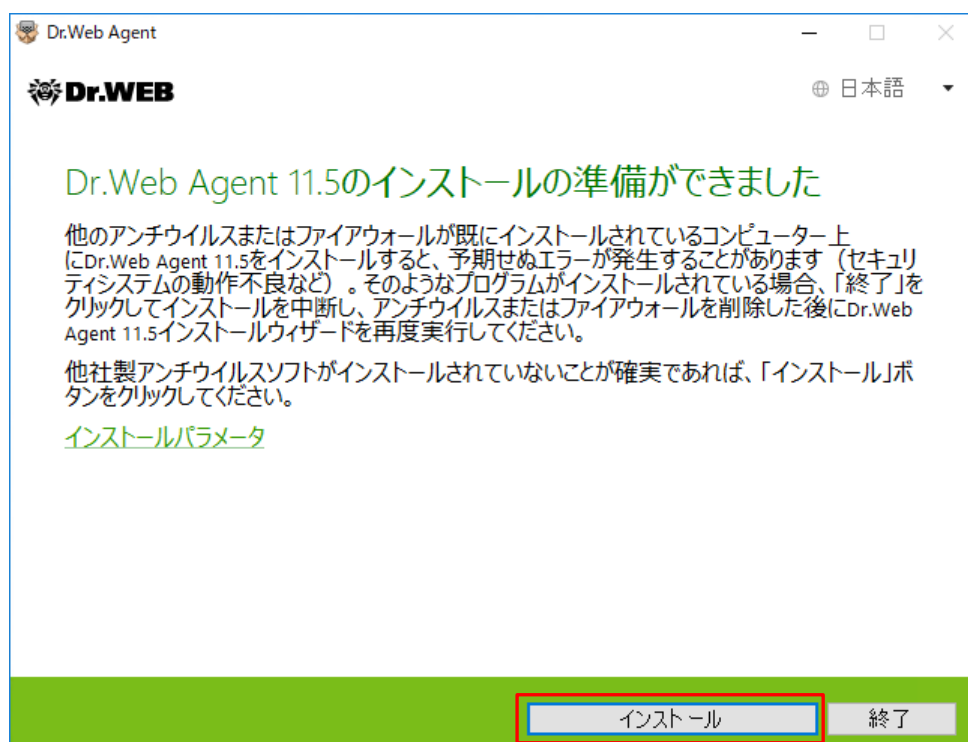 Dr.Web Agent
Dr.WEB
日本語
Dr.Web Agent 11.5のインストールの準備ができました
他のアンチウイルスまたはファイアウォールが既にインストールされているコンピューター上
にDr.Web Agent 11.5をインストールすると、予期せぬエラーが発生することがあります（セキュリ
ティシステムの動作不良など）。そのようなプログラムがインストールされている場合、「終了」を
クリックしてインストールを中断し、アンチウイルスまたはファイアウォールを削除した後にDr.Web
Agent 11.5インストールウィザードを再度実行してください。
他社製アンチウイルスソフトがインストールされていないことが確実であれば、「インストール」ボ
タンをクリックしてください。
インストールパラメータ
インストール
終了